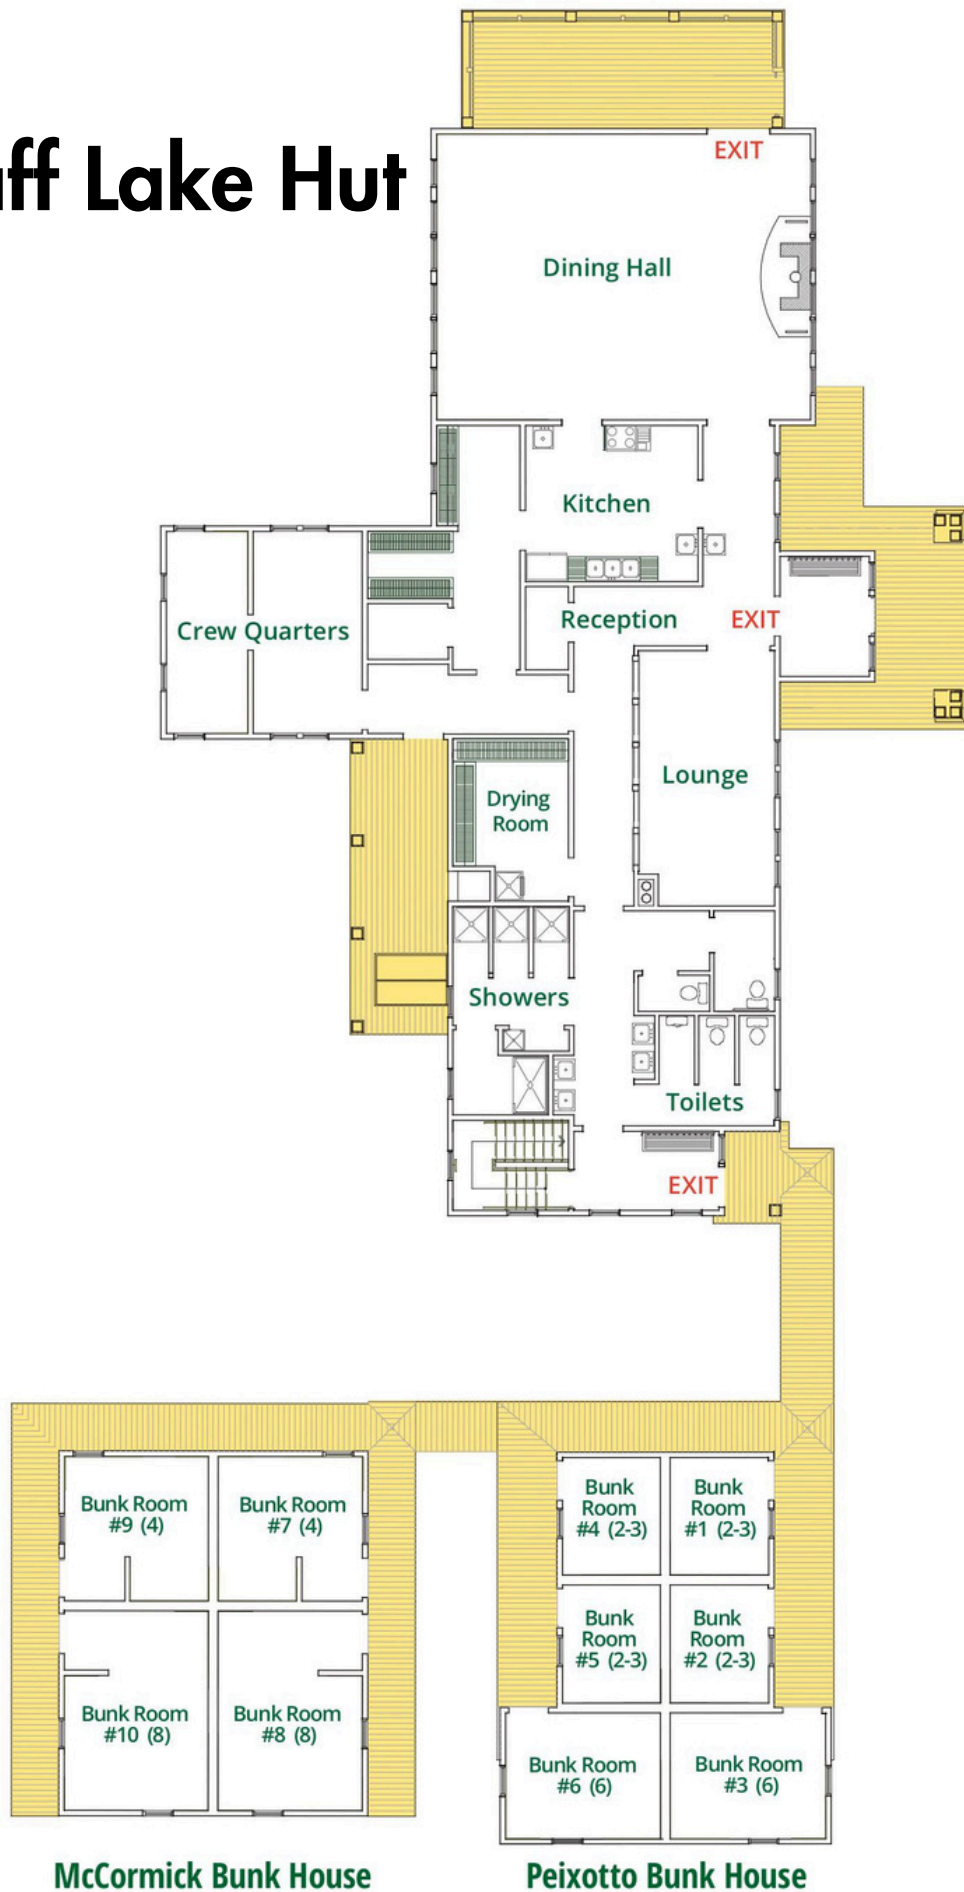 Lake Hut
EXIT
Dining Hall
Kitchen
Reception
EXIT
Crew Quarters
Lounge
Drying
Room
Showers
Toilets
EXIT
Bunk Room
#9 (4)
Bunk Room
#7 (4)
Bunk
Room
#4 (2-3)
Bunk
Room
#1 (2-3)
Bunk
Room
#5 (2-3)
Bunk
Room
#2 (2-3)
Bunk Room
#10 (8)
Bunk Room
#8 (8)
Bunk Room
#6 (6)
Bunk Room
#3 (6)
McCormick Bunk House
Peixotto Bunk House